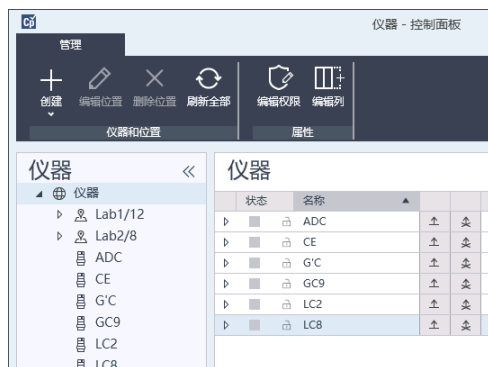 Cp
仪器 - 控制面板
管理
创建
编辑位置
删除位置
刷新全部
编辑权限
编辑列
仪器和位置
属性
仪器
仪器
Lab1/12
Lab2/8
ADC
CE
G'C
GC9
LC2
LC8
仪器
状态 名称
ADC
CE
G'C
GC9
LC2
LC8